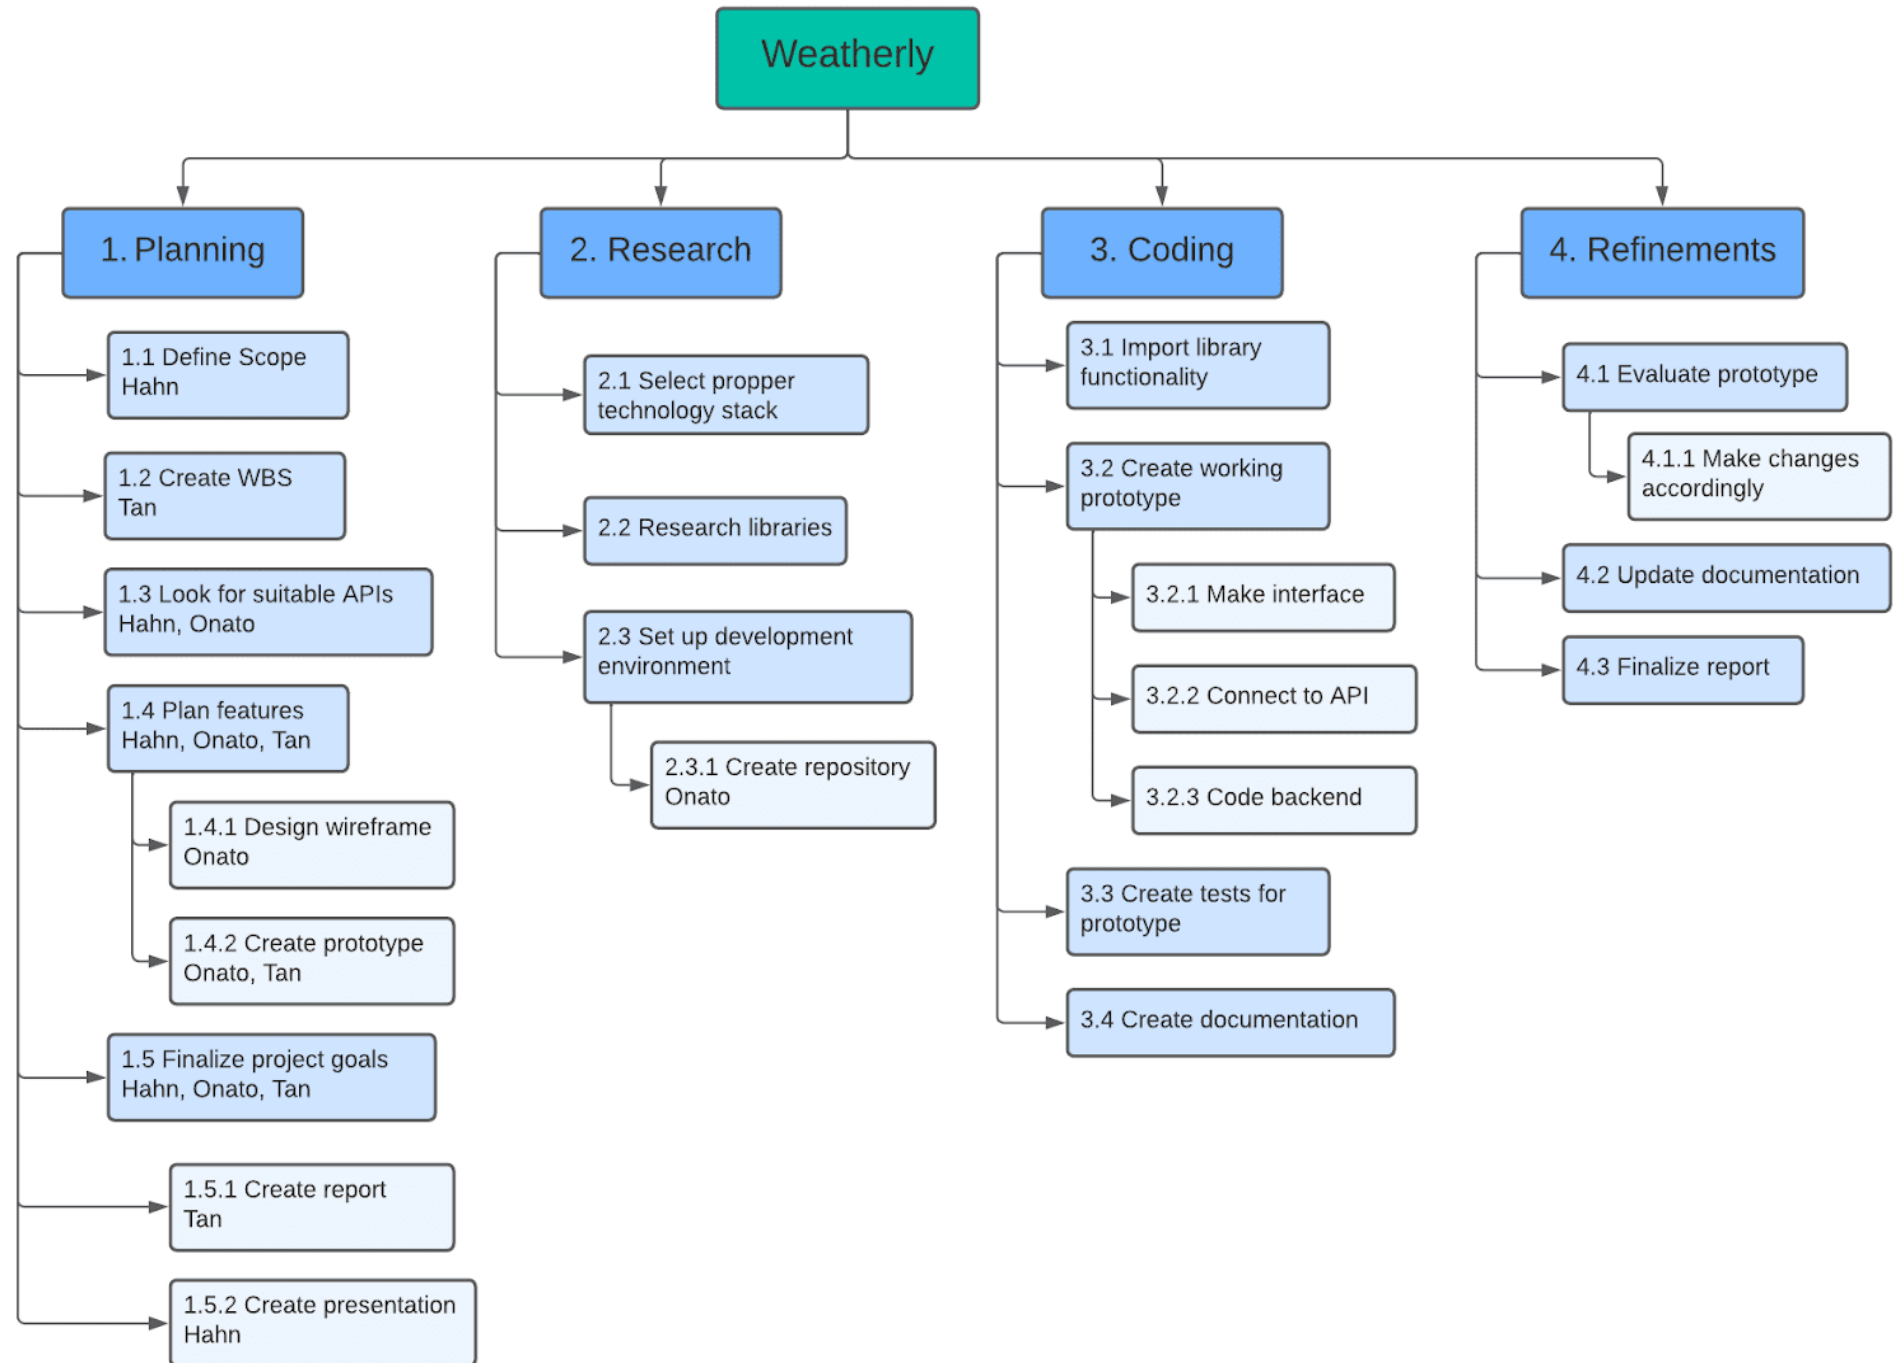 Weatherly
1. Planning
1.1 Define Scope
Hahn
1.2 Create WBS
Tan
1.3 Look for suitable APIs
Hahn, Onato
1.4 Plan features
Hahn, Onato, Tan
1.4.1 Design wireframe
Onato
1.4.2 Create prototype
Onato, Tan
1.5 Finalize project goals
Hahn, Onato, Tan
1.5.1 Create report
Tan
1.5.2 Create presentation
Hahn
2. Research
2.1 Select propper
technology stack
2.2 Research libraries
2.3 Set up development
environment
2.3.1 Create repository
Onato
3. Coding
3.1 Import library
functionality
3.2 Create working
prototype
3.2.1 Make interface
3.2.2 Connect to API
3.2.3 Code backend
3.3 Create tests for
prototype
3.4 Create documentation
4. Refinements
4.1 Evaluate prototype
4.1.1 Make changes
accordingly
4.2 Update documentation
4.3 Finalize report